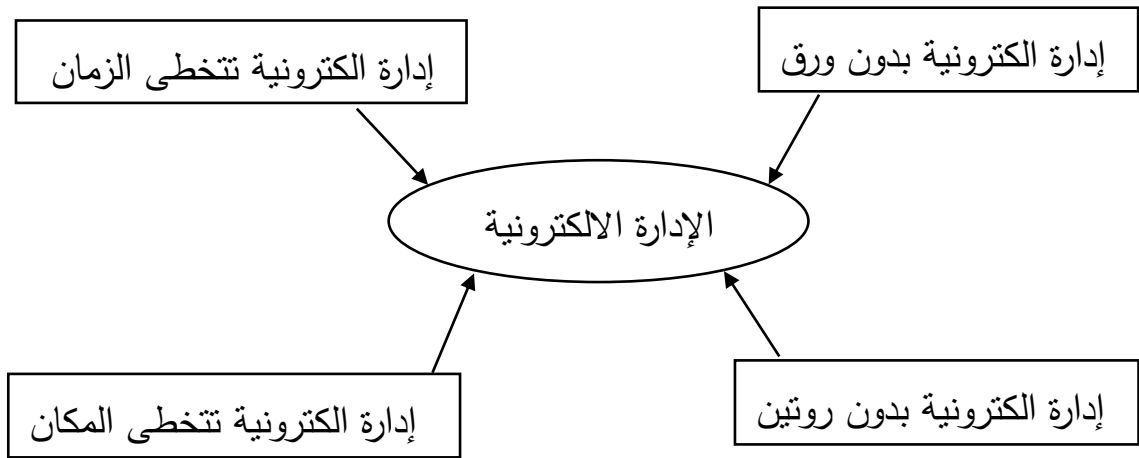 إدارة الكترونية بدون ورق
إدارة الكترونية تتخطى الزمان
الإدارة الالكترونية
إدارة الكترونية بدون روتين
إدارة الكترونية تتخطى المكان